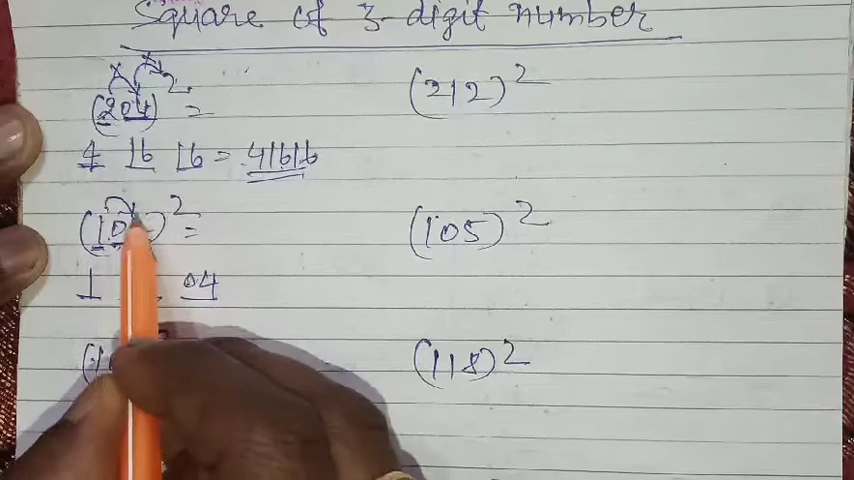 Square of 3-digit number
(204)² = (212)²
4 16 16 = 41616
(10 )² = (105)²
1 04
(118)²